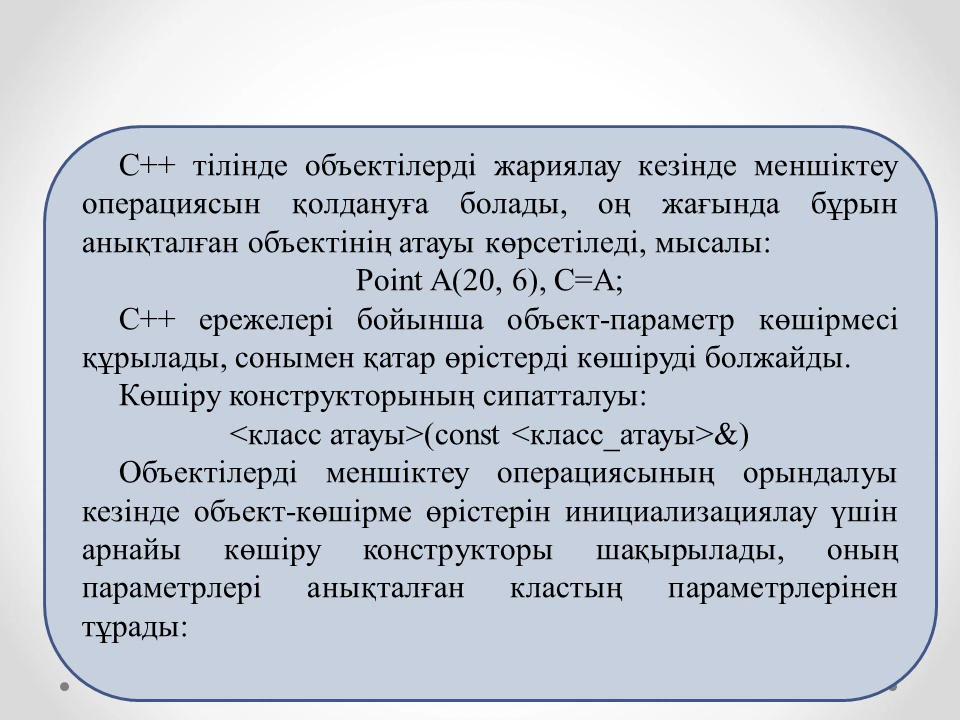 C++ тілінде объектілерді жариялау кезінде меншіктеу
операциясын қолдануға болады, оң жағында бұрын
анықталған объектінің атауы көрсетіледі, мысалы:
Point A(20, 6), C=A;
C++ ережелері бойынша объект-параметр көшірмесі
құрылады, сонымен қатар өрістерді көшіруді болжайды.
Көшіру конструкторының сипатталуы:
<класс атауы>(const <класс_атауы>&)
Объектілерді меншіктеу операциясының орындалуы
кезінде объект-көшірме өрістерін инициализациялау үшін
арнайы көшіру конструкторы шақырылады, оның
параметрлері анықталған кластың параметрлерінен
тұрады: